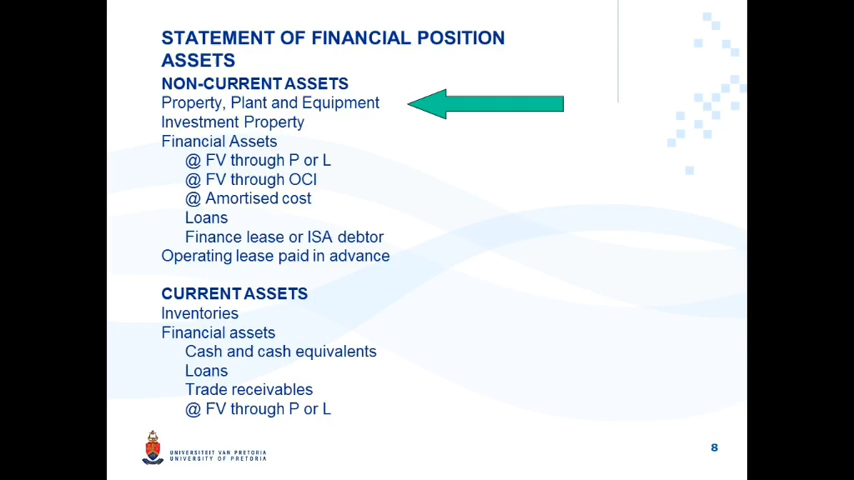 STATEMENT OF FINANCIAL POSITION
ASSETS
NON-CURRENT ASSETS
Property, Plant and Equipment
Investment Property
Financial Assets
@ FV through P or L
@ FV through OCI
@ Amortised cost
Loans
Finance lease or ISA debtor
Operating lease paid in advance
CURRENT ASSETS
Inventories
Financial assets
Cash and cash equivalents
Loans
Trade receivables
@ FV through P or L
UNIVERSITEIT VAN PRETORIA
UNIVERSITY OF PRETORIA
8